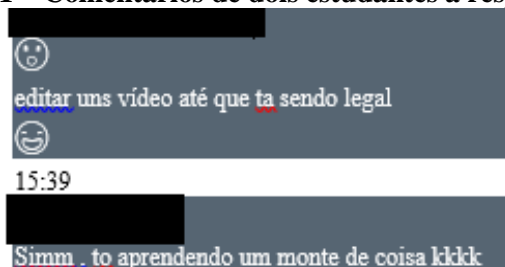 Comentários de dois estudantes a res
editar uns vídeo até que ta sendo legal
15:39
Simm . to aprendendo um monte de coisa kkkk